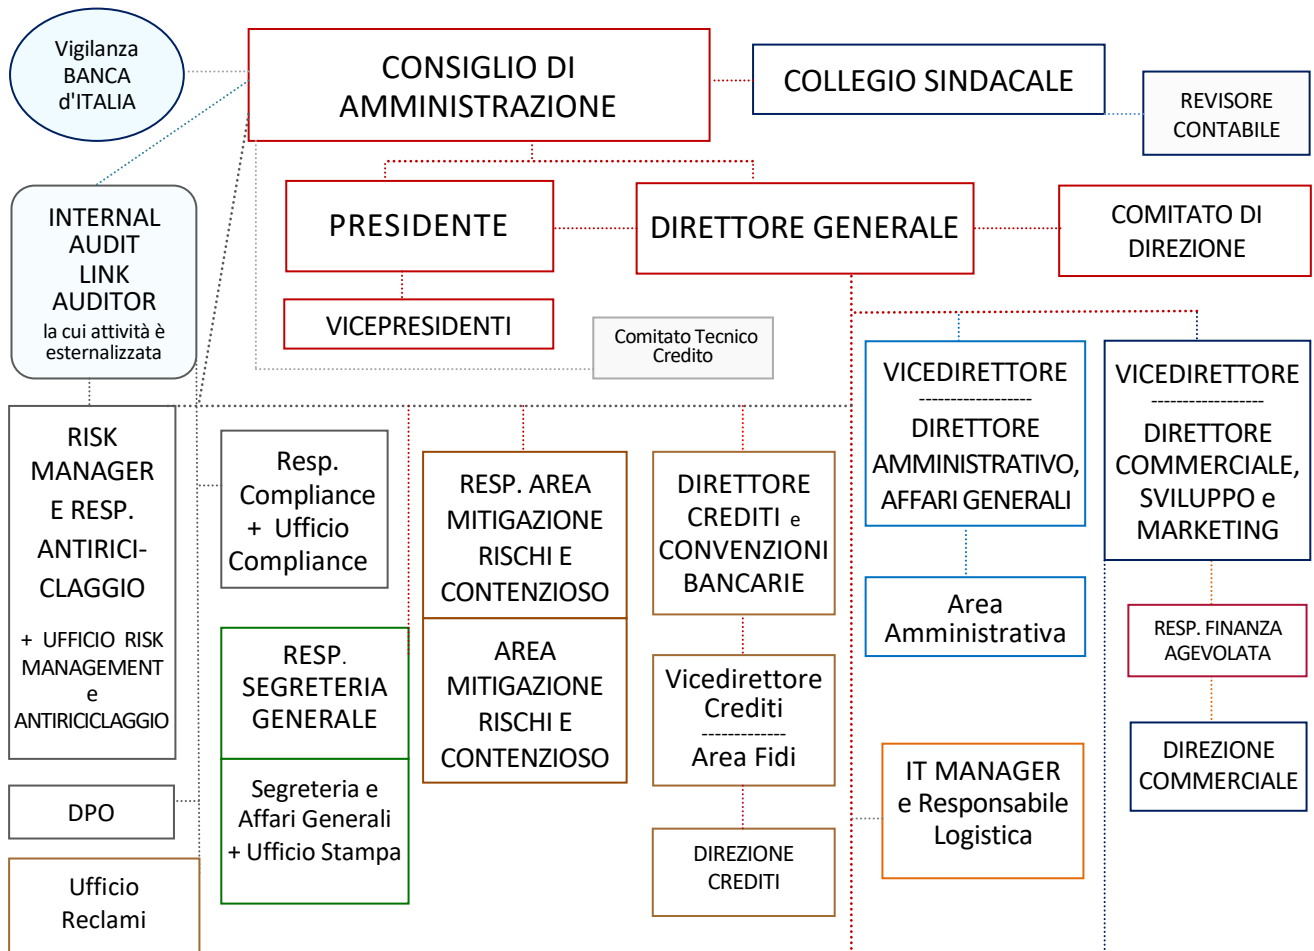 Vigilanza
BANCA
d'ITALIA
CONSIGLIO DI
AMMINISTRAZIONE
COLLEGIO SINDACALE
REVISORE
CONTABILE
INTERNAL
AUDIT
LINK
AUDITOR
la cui attività è
esternalizzata
PRESIDENTE
DIRETTORE GENERALE
COMITATO DI
DIREZIONE
VICEPRESIDENTI
Comitato Tecnico
Credito
VICEDIRETTORE
------------------
DIRETTORE
AMMINISTRATIVO,
AFFARI GENERALI
VICEDIRETTORE
------------------
DIRETTORE
COMMERCIALE,
SVILUPPO e
MARKETING
RISK
MANAGER
E RESP.
ANTIRICI-
CLAGGIO
+ UFFICIO RISK
MANAGEMENT
e
ANTIRICICLAGGIO
Resp.
Compliance
+ Ufficio
Compliance
RESP. AREA
MITIGAZIONE
RISCHI E
CONTENZIOSO
DIRETTORE
CREDITI e
CONVENZIONI
BANCARIE
Area
Amministrativa
RESP. FINANZA
AGEVOLATA
RESP.
SEGRETERIA
GENERALE
AREA
MITIGAZIONE
RISCHI E
CONTENZIOSO
Vicedirettore
Crediti
-------------
Area Fidi
DIREZIONE
COMMERCIALE
IT MANAGER
e Responsabile
Logistica
DPO
Segreteria e
Affari Generali
+ Ufficio Stampa
DIREZIONE
CREDITI
Ufficio
Reclami